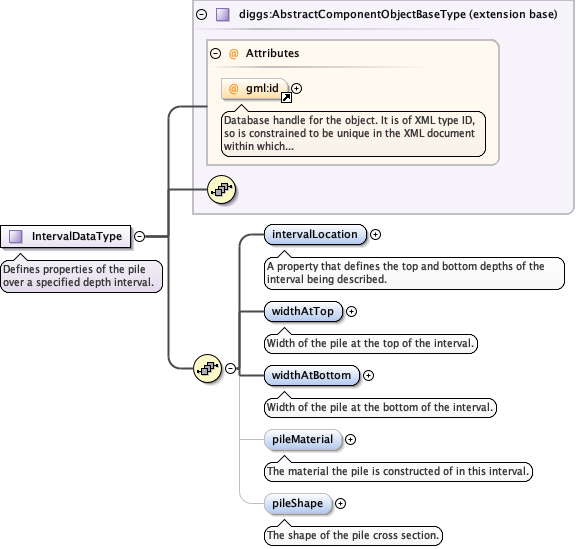 diggs:AbstractComponentObjectBaseType (extension base)
@ Attributes
@ gml:id
Database handle for the object. It is of XML type ID,
so is constrained to be unique in the XML document
within which...
IntervalDataType
Defines properties of the pile
over a specified depth interval.
intervalLocation
A property that defines the top and bottom depths of the
interval being described.
widthAtTop
Width of the pile at the top of the interval.
widthAtBottom
Width of the pile at the bottom of the interval.
pileMaterial
The material the pile is constructed of in this interval.
pileShape
The shape of the pile cross section.